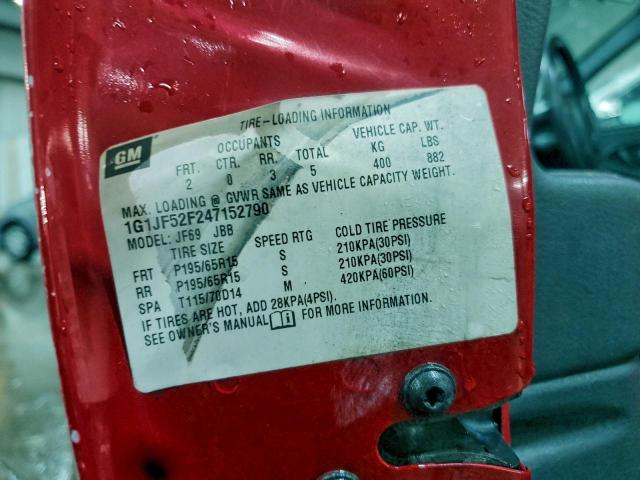 GM
TIRE-LOADING INFORMATION
OCCUPANTS VEHICLE CAP. WT.
FRT. CTR. RR. TOTAL KG LBS
2 0 3 5 400 882
MAX. LOADING @ GVWR SAME AS VEHICLE CAPACITY WEIGHT.
1G1JF52F247152790
MODEL: JF69 JBB
TIRE SIZE SPEED RTG COLD TIRE PRESSURE
FRT P195/65R15 S 210KPA(30PSI)
RR P195/65R15 S 210KPA(30PSI)
SPA T115/70D14 M 420KPA(60PSI)
IF TIRES ARE HOT, ADD 28KPA(4PSI).
SEE OWNER'S MANUAL FOR MORE INFORMATION.